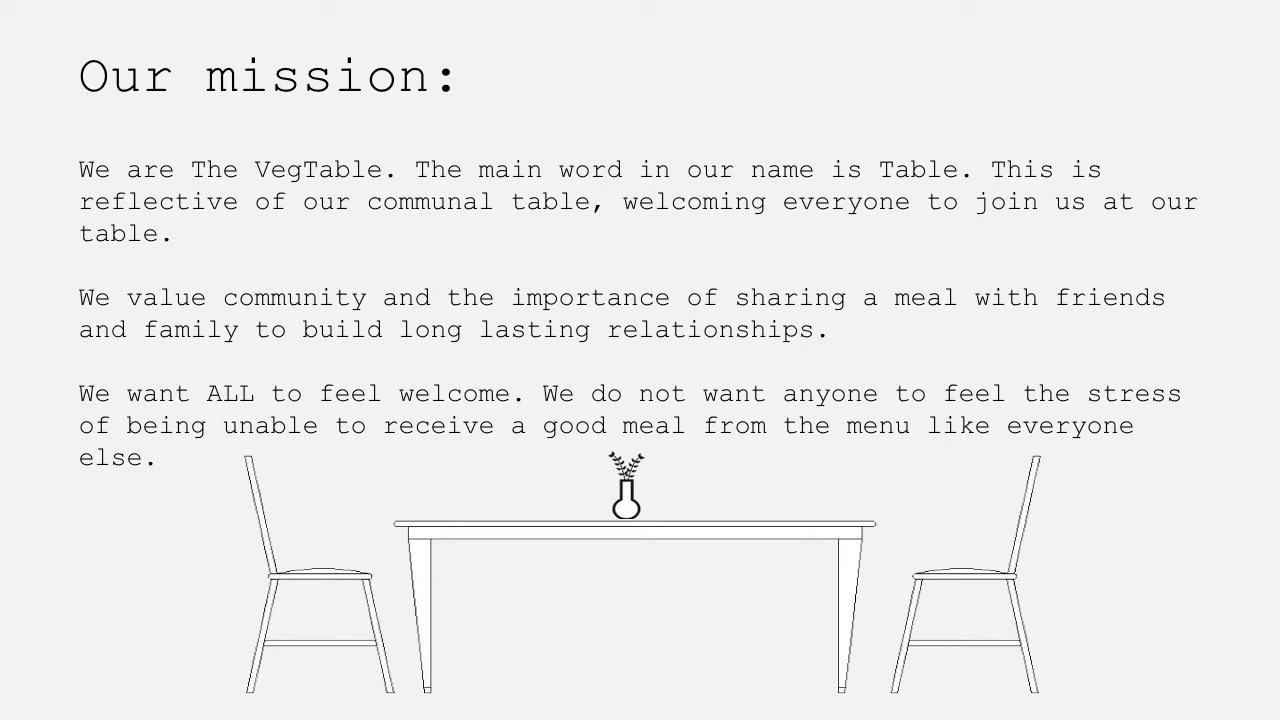 Our mission:
We are The VegTable. The main word in our name is Table. This is
reflective of our communal table, welcoming everyone to join us at our
table.
We value community and the importance of sharing a meal with friends
and family to build long lasting relationships.
We want ALL to feel welcome. We do not want anyone to feel the stress
of being unable to receive a good meal from the menu like everyone
else.